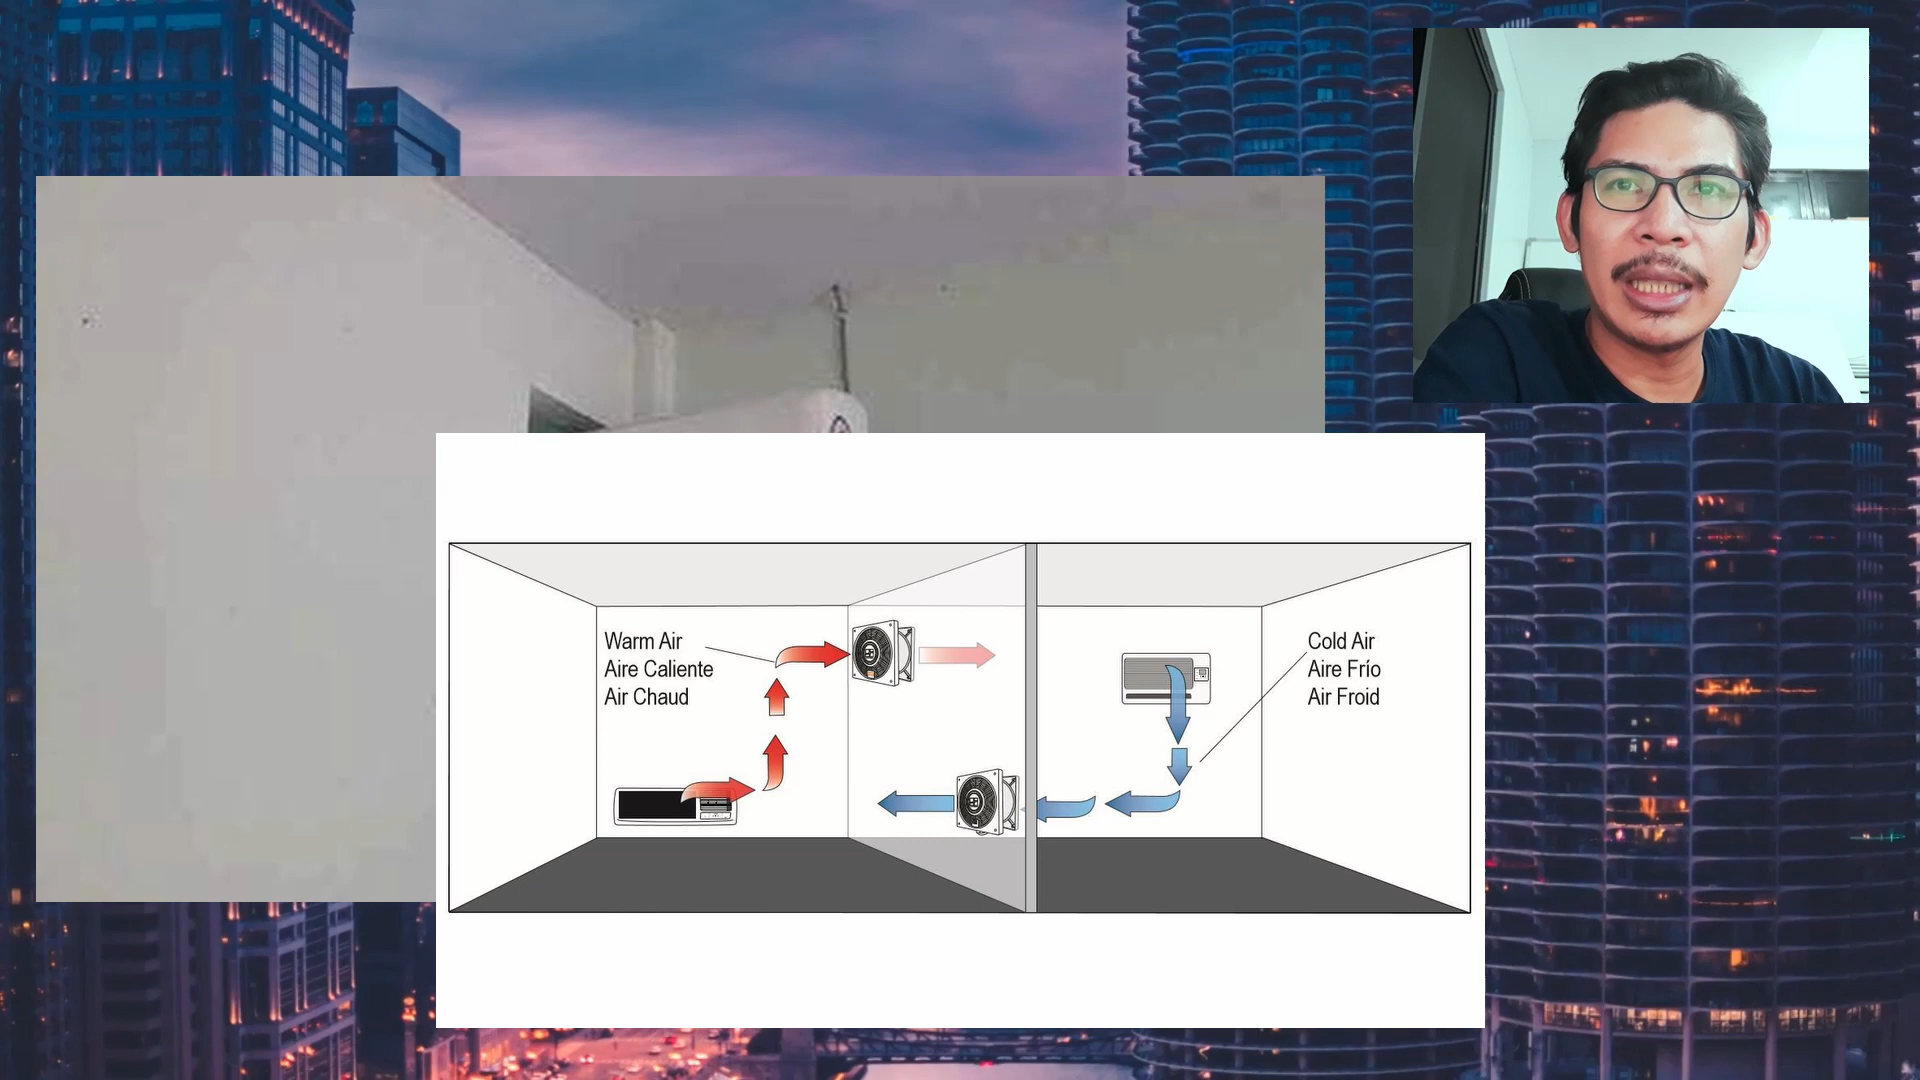 Warm Air
Aire Caliente
Air Chaud
Cold Air
Aire Frío
Air Froid